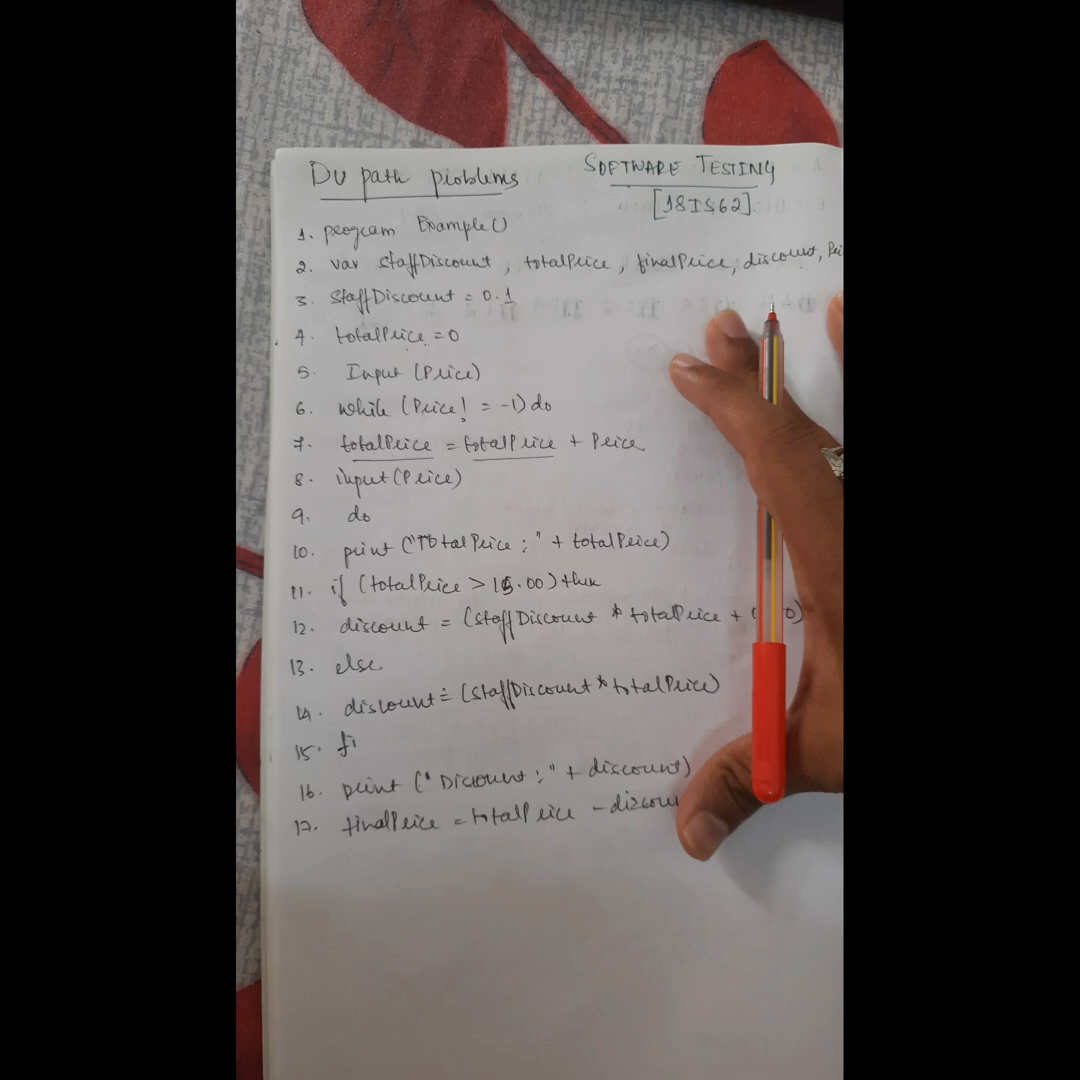 Du path problems
SOFTWARE TESTING
[18IS62]
1. program Example()
2. var staffDiscount, totalPrice, finalPrice, discount,
3. staffDiscount = 0.1
4. totalPrice = 0
5. Input (Price)
6. while (Price! = -1) do
7. totalPrice = totalPrice + Price
8. input (Price)
9. do
10. print ("TotalPrice : " + totalPrice)
11. if (totalPrice > 15.00) then
12. discount = (staffDiscount * totalPrice +
13. else
14. discount = (staffDiscount * totalPrice)
15. fi
16. print (" Discount : " + discount)
17. finalPrice = totalPrice -